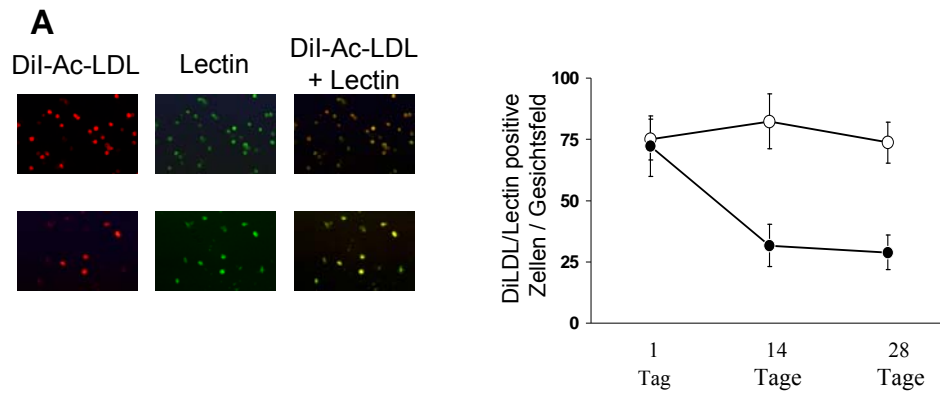 A
DiI-Ac-LDL
Lectin
DiI-Ac-LDL
+ Lectin
DiLDL/Lectin positive
Zellen / Gesichtsfeld
100
75
50
25
0
1
Tag
14
Tage
28
Tage